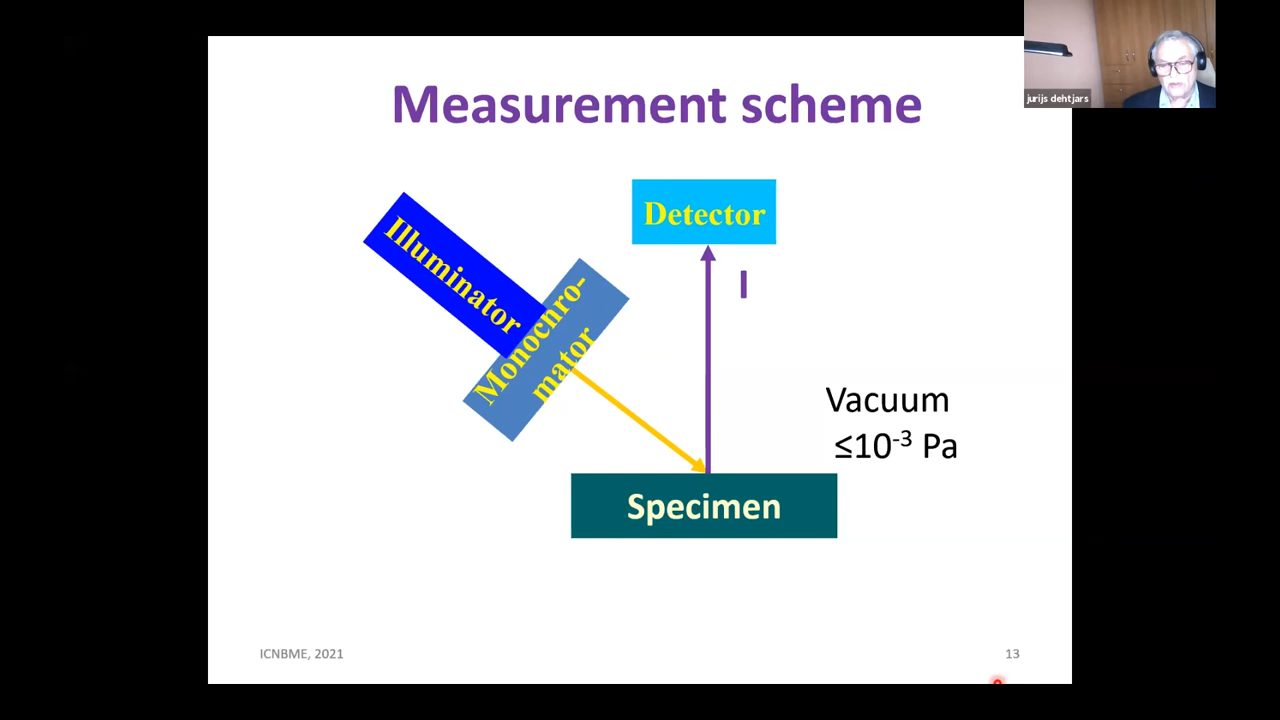 Measurement scheme
jurijs dehtjars
Illuminator
Monochro-
mator
Detector
I
Vacuum
≤10⁻³ Pa
Specimen
ICNBME, 2021
13